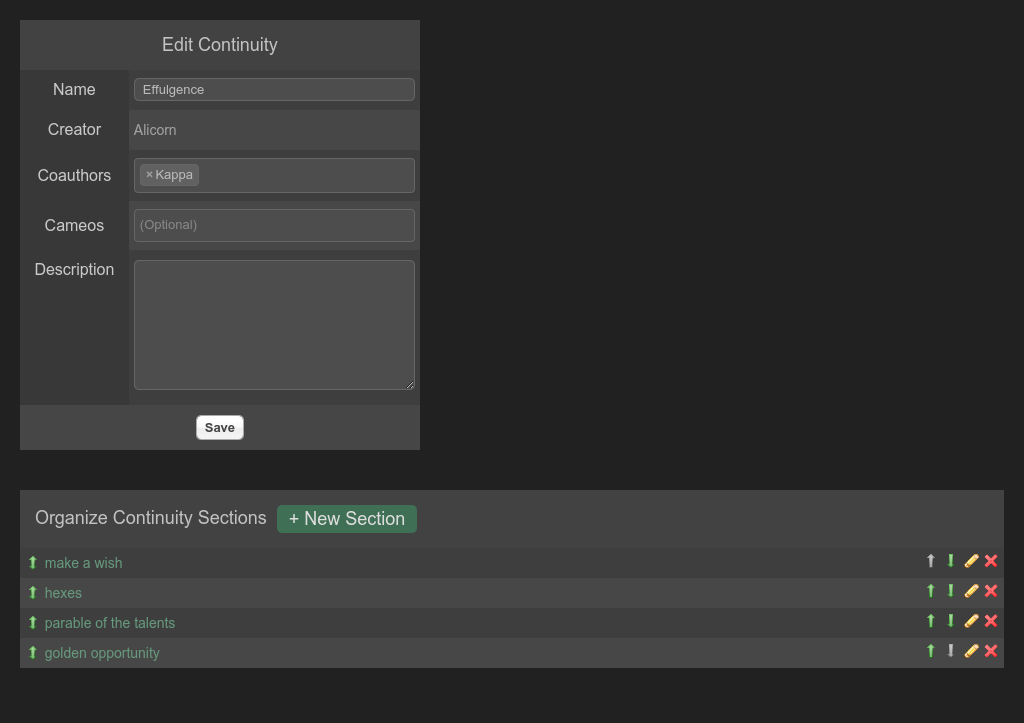 Edit Continuity
Name
Effulgence
Creator
Alicorn
Coauthors
×Kappa
Cameos
(Optional)
Description
Save
Organize Continuity Sections
+ New Section
make a wish
hexes
parable of the talents
golden opportunity